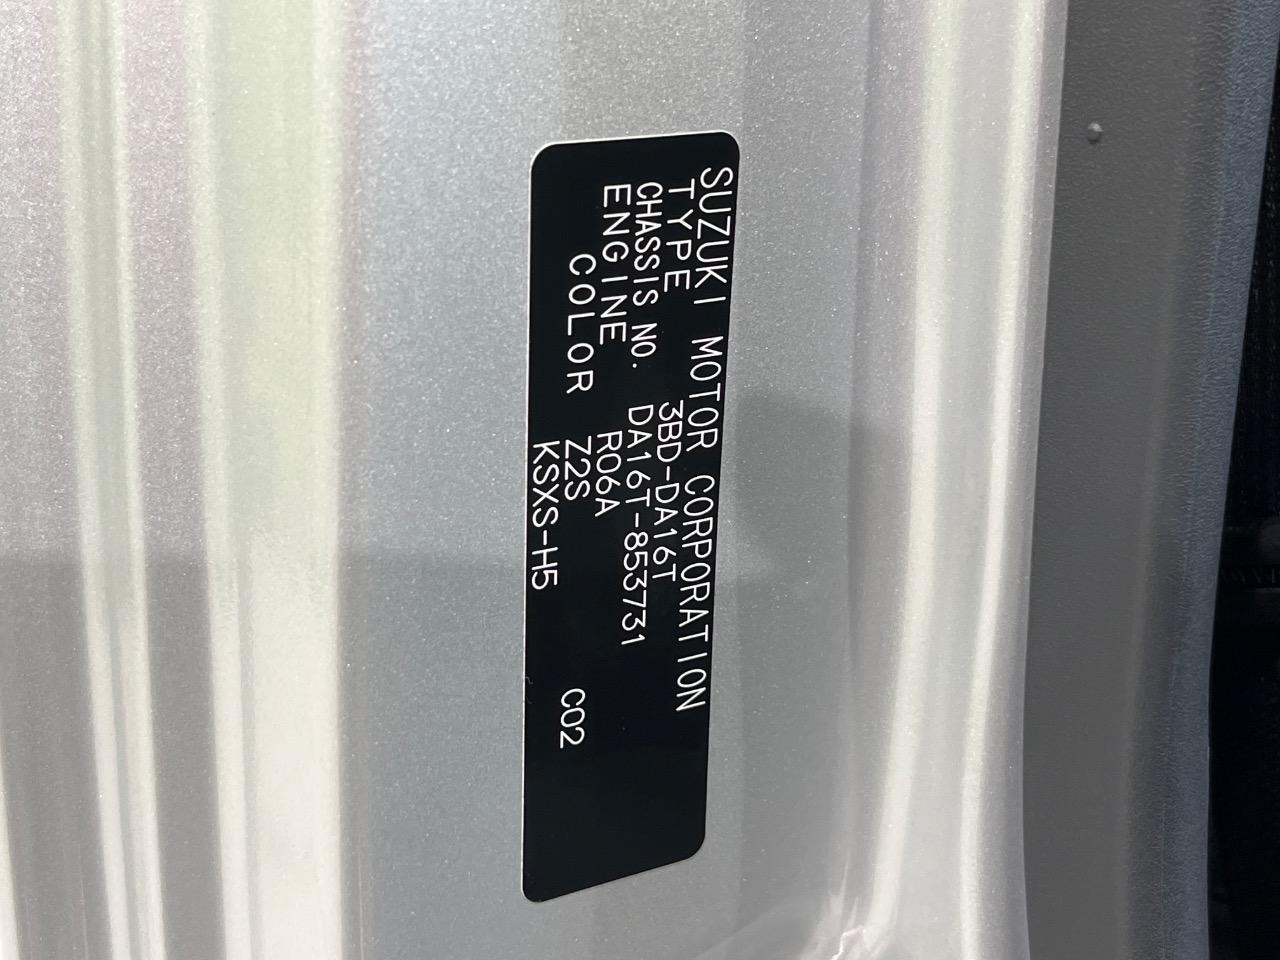 SUZUKI MOTOR CORPORATION
TYPE 3BD-DA16T
CHASSIS NO. DA16T-853731
ENGINE R06A
COLOR Z2S C02
KSXS-H5